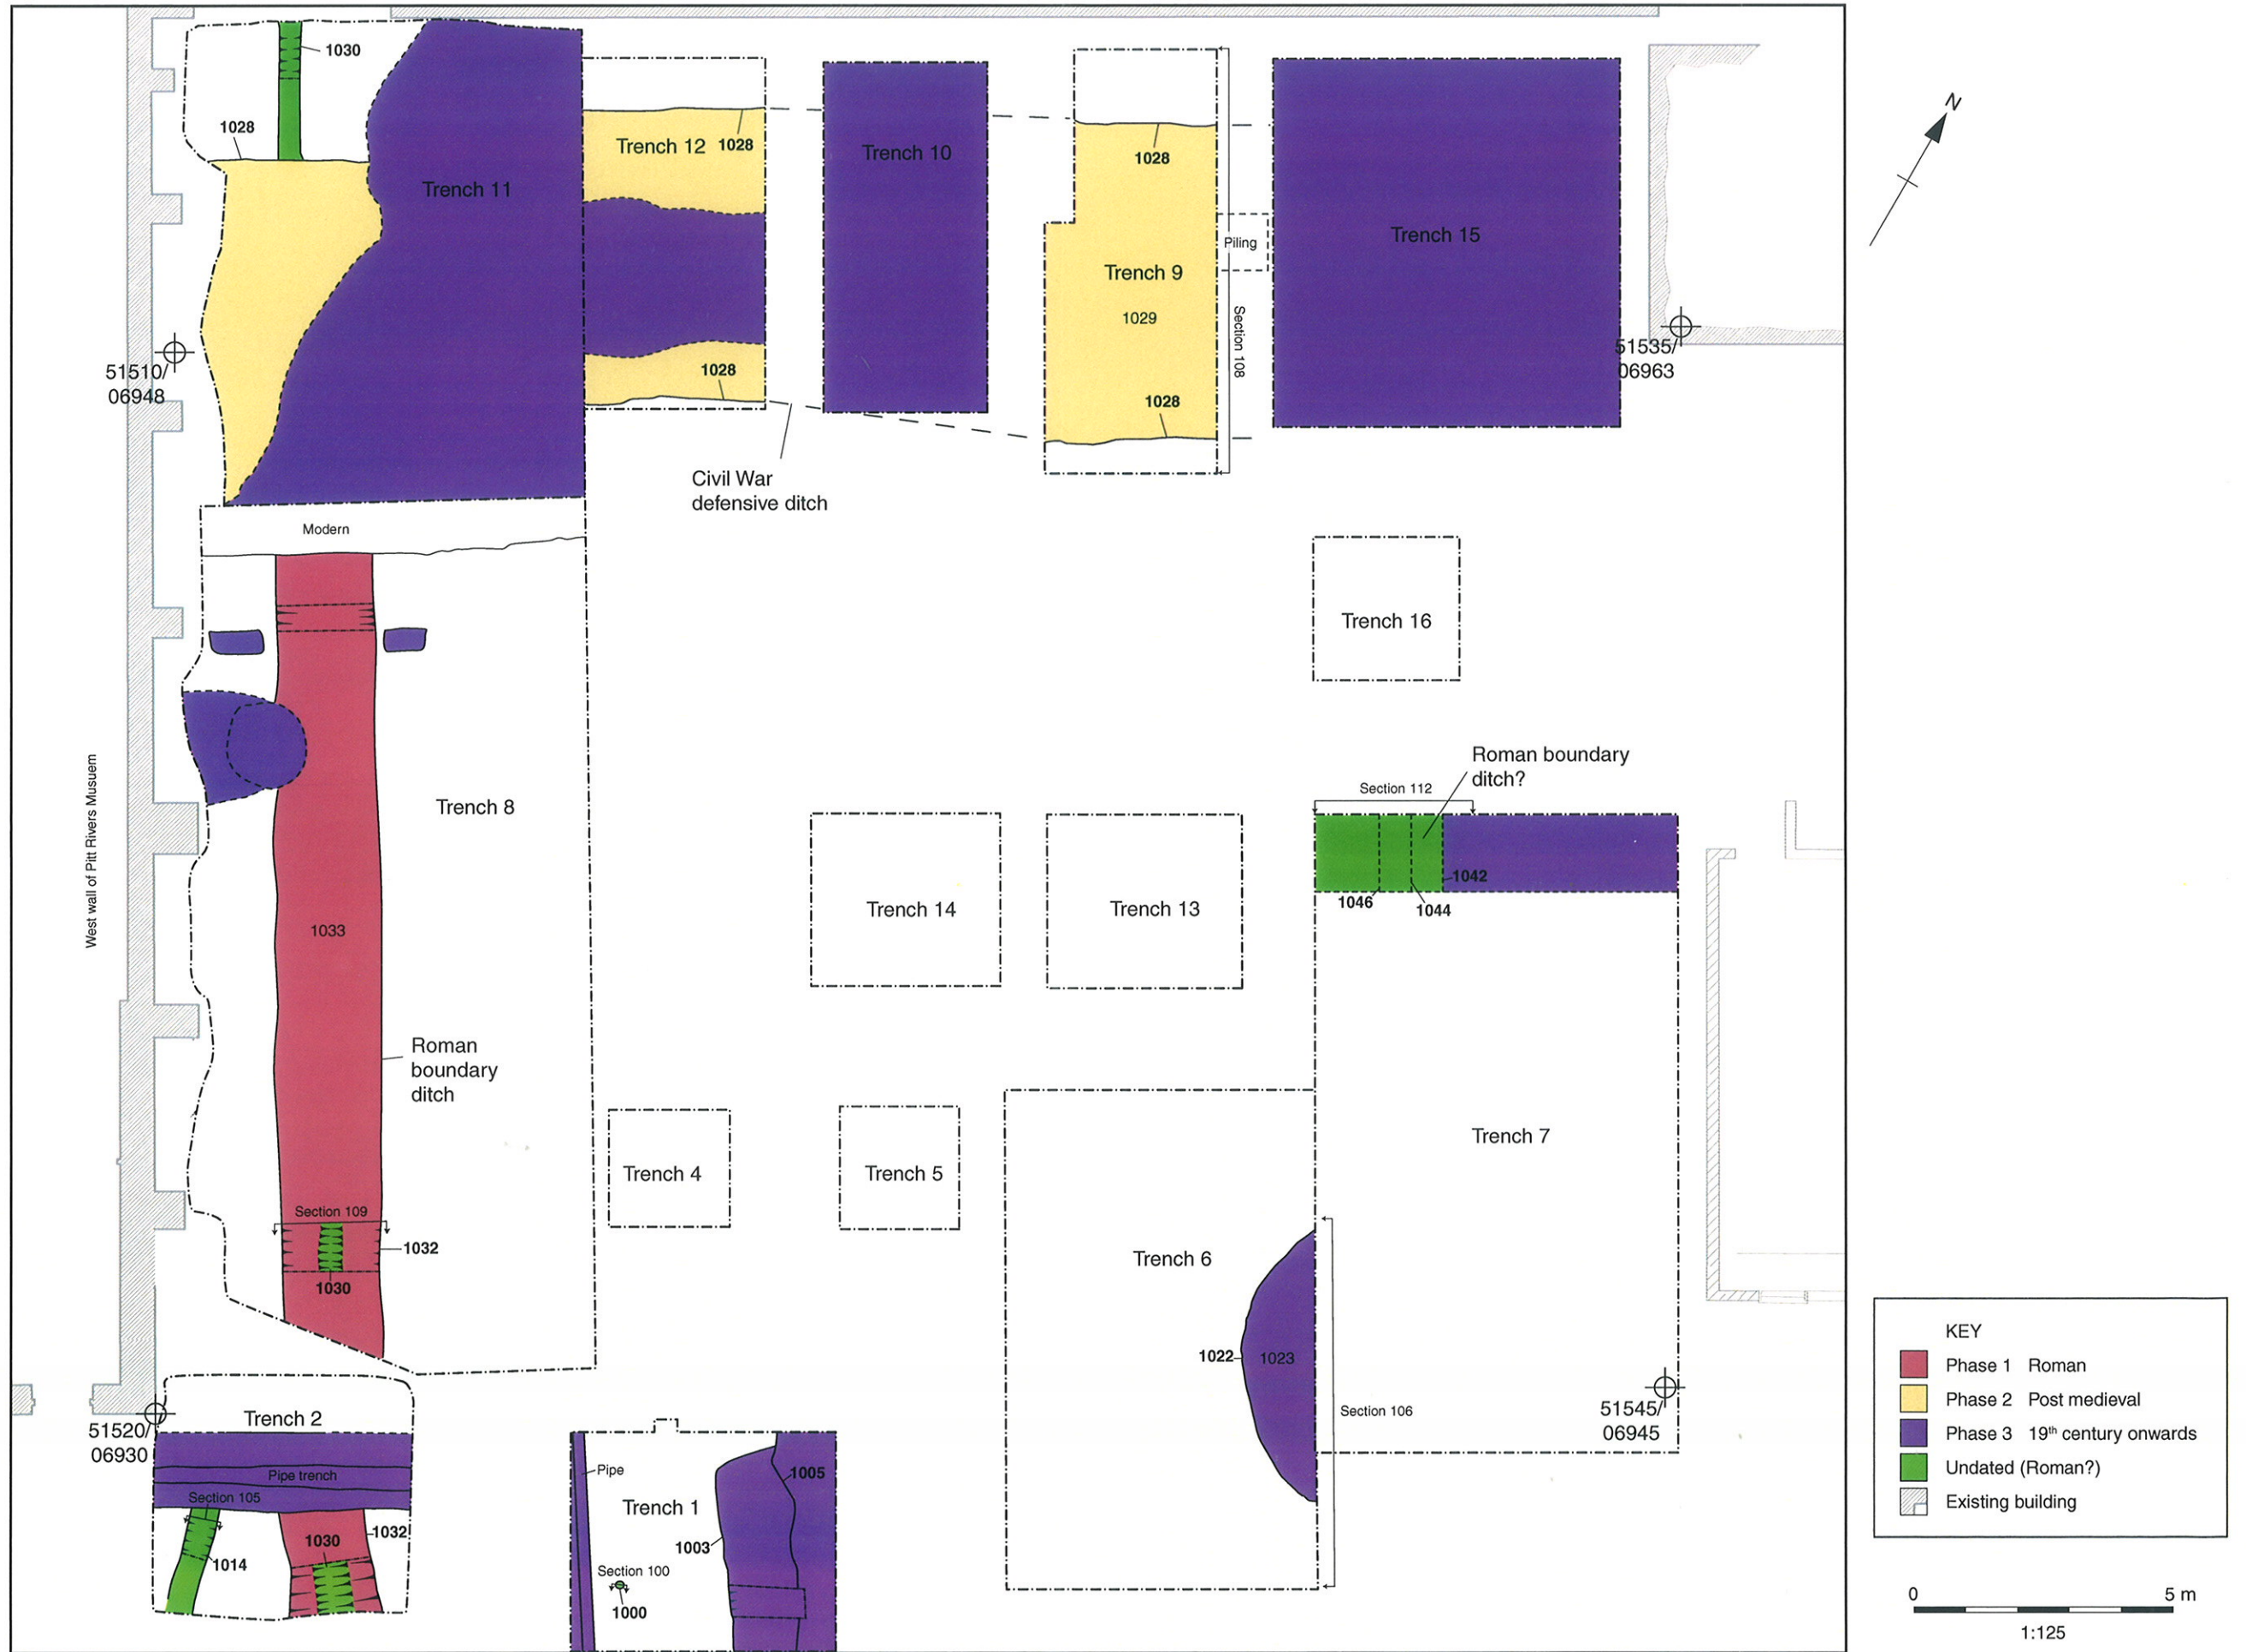 1030
N
1028
Trench 12
1028
Trench 10
1028
Trench 11
Trench 15
Piling
Trench 9
1029
Section 108
51510/
06948
51535/
06963
1028
1028
Civil War
defensive ditch
Modern
Trench 16
Roman boundary
ditch?
Section 112
West wall of Pitt Rivers Musuem
Trench 8
1042
1046
1044
Trench 14
Trench 13
1033
Roman
boundary
ditch
Trench 7
Trench 4
Trench 5
Section 109
1032
1030
Trench 6
1022
1023
Section 106
51545/
06945
Trench 2
51520/
06930
Pipe trench
Section 105
1014
1030
1032
Pipe
1005
Trench 1
1003
Section 100
1000
KEY
Phase 1 Roman
Phase 2 Post medieval
Phase 3 19th century onwards
Undated (Roman?)
Existing building
0 5 m
1:125